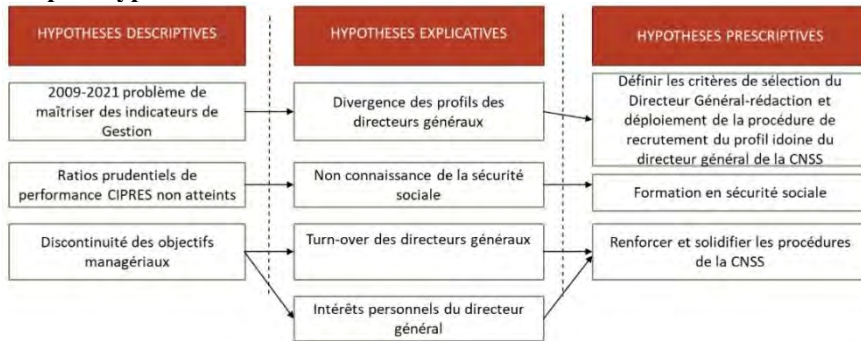 HYPOTHESES DESCRIPTIVES
HYPOTHESES EXPLICATIVES
HYPOTHESES PRESCRIPTIVES
2009-2021 problème de
maîtriser des indicateurs de
Gestion
Divergence des profils des
directeurs généraux
Définir les critères de sélection du
Directeur Général-rédaction et
déploiement de la procédure de
recrutement du profil idoine du
directeur général de la CNSS
Ratios prudentiels de
performance CIPRES non atteints
Non connaissance de la sécurité
sociale
Formation en sécurité sociale
Discontinuité des objectifs
managériaux
Turn-over des directeurs généraux
Renforcer et solidifier les procédures
de la CNSS
Intérêts personnels du directeur
général